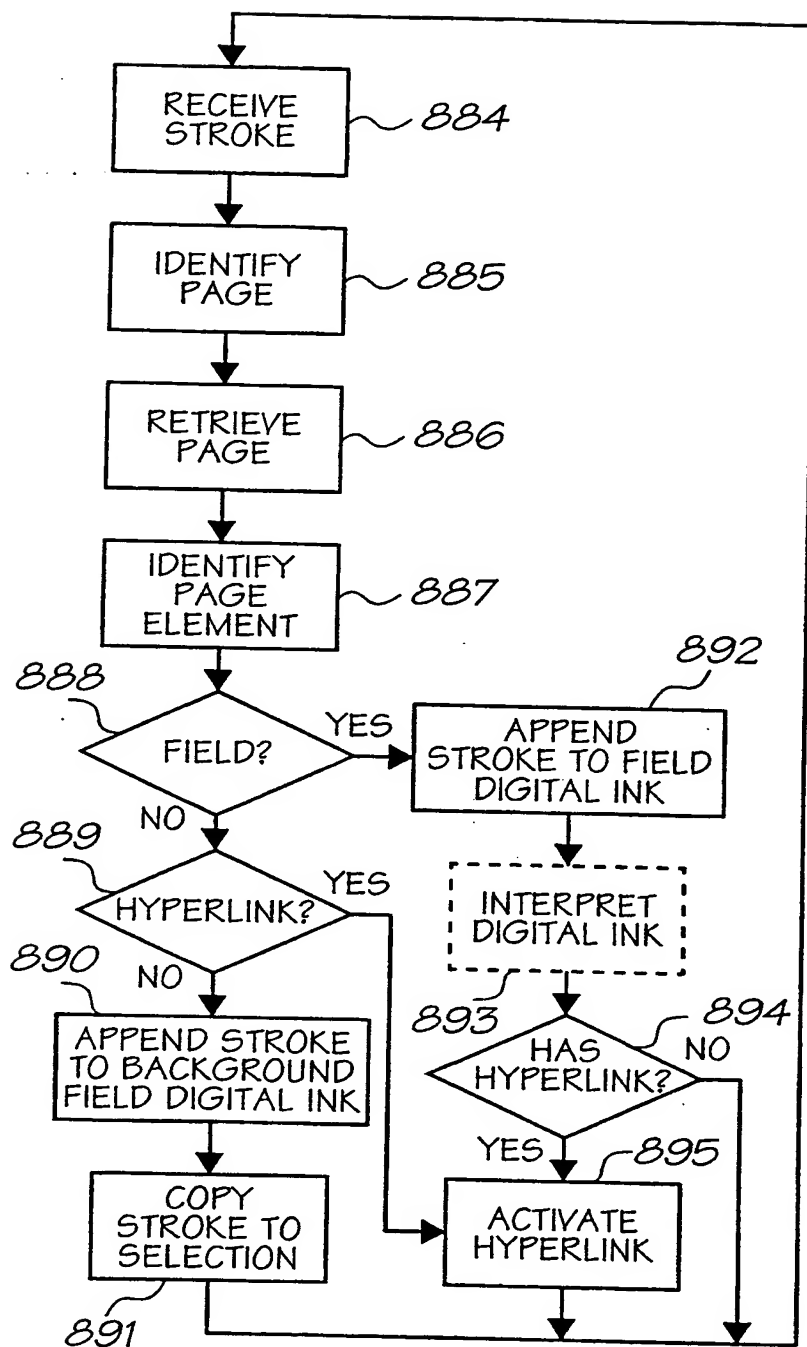 RECEIVE
STROKE
884
IDENTIFY
PAGE
885
RETRIEVE
PAGE
886
IDENTIFY
PAGE
ELEMENT
887
888
FIELD?
YES
NO
892
APPEND
STROKE TO FIELD
DIGITAL INK
889
HYPERLINK?
YES
NO
INTERPRET
DIGITAL INK
893
890
APPEND STROKE
TO BACKGROUND
FIELD DIGITAL INK
894
HAS
HYPERLINK?
NO
YES
895
COPY
STROKE TO
SELECTION
891
ACTIVATE
HYPERLINK